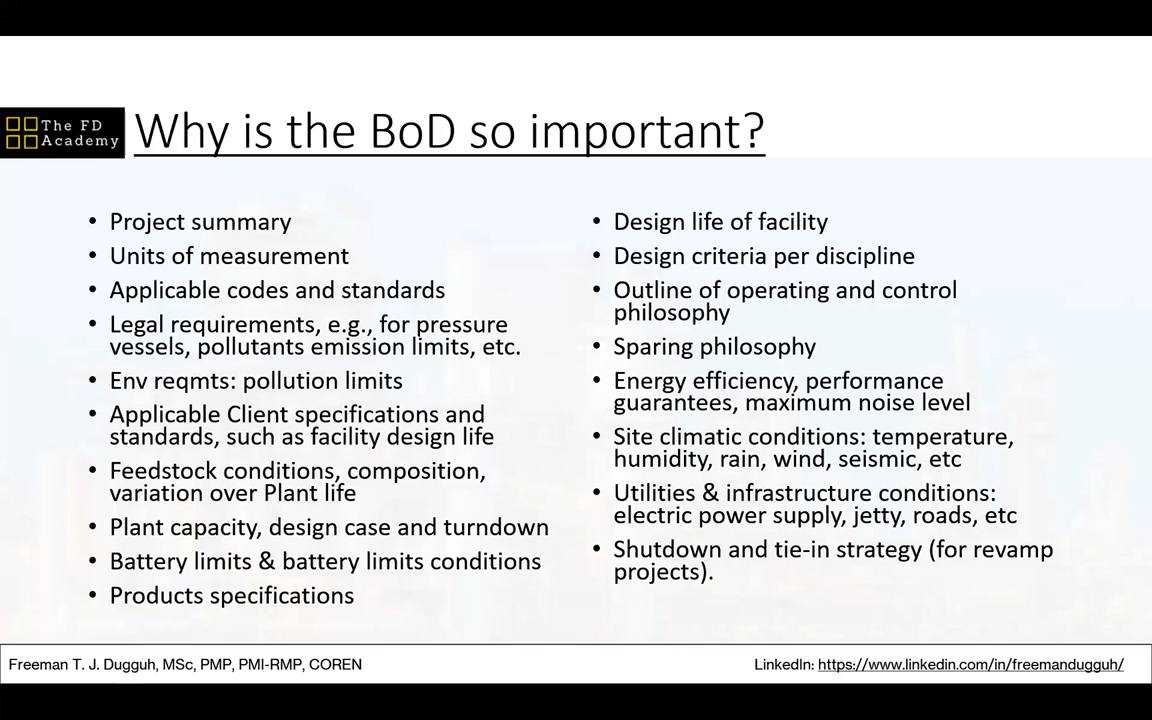 The FD
Academy
Why is the BoD so important?
• Project summary
• Units of measurement
• Applicable codes and standards
• Legal requirements, e.g., for pressure
vessels, pollutants emission limits, etc.
• Env reqmts: pollution limits
• Applicable Client specifications and
standards, such as facility design life
• Feedstock conditions, composition,
variation over Plant life
• Plant capacity, design case and turndown
• Battery limits & battery limits conditions
• Products specifications
• Design life of facility
• Design criteria per discipline
• Outline of operating and control
philosophy
• Sparing philosophy
• Energy efficiency, performance
guarantees, maximum noise level
• Site climatic conditions: temperature,
humidity, rain, wind, seismic, etc
• Utilities & infrastructure conditions:
electric power supply, jetty, roads, etc
• Shutdown and tie-in strategy (for revamp
projects).
Freeman T. J. Dugguh, MSc, PMP, PMI-RMP, COREN
LinkedIn: https://www.linkedin.com/in/freemandugguh/